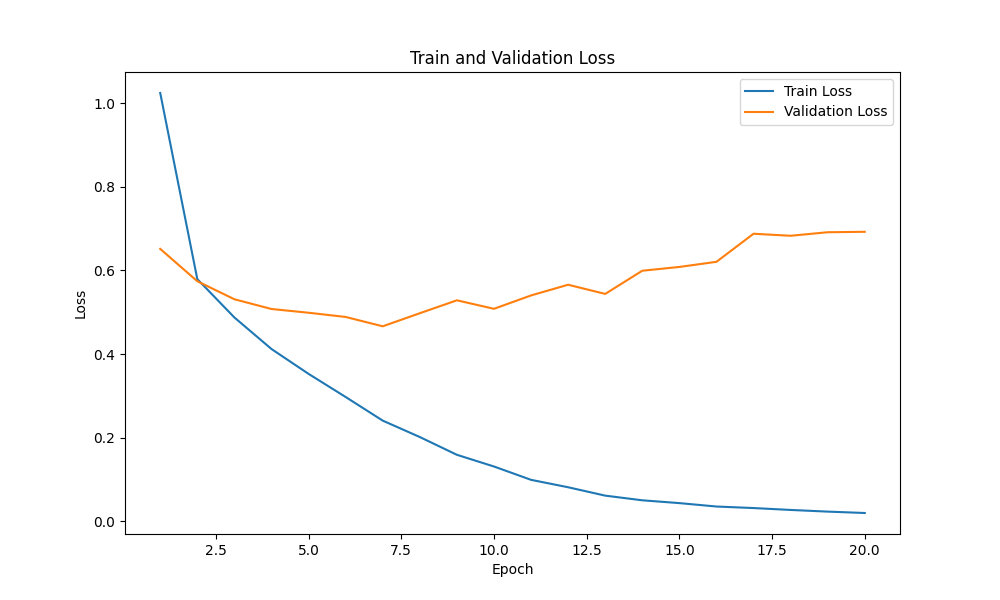 Train and Validation Loss
Train Loss
Validation Loss
1.0
0.8
0.6
0.4
0.2
0.0
Loss
2.5 5.0 7.5 10.0 12.5 15.0 17.5 20.0
Epoch